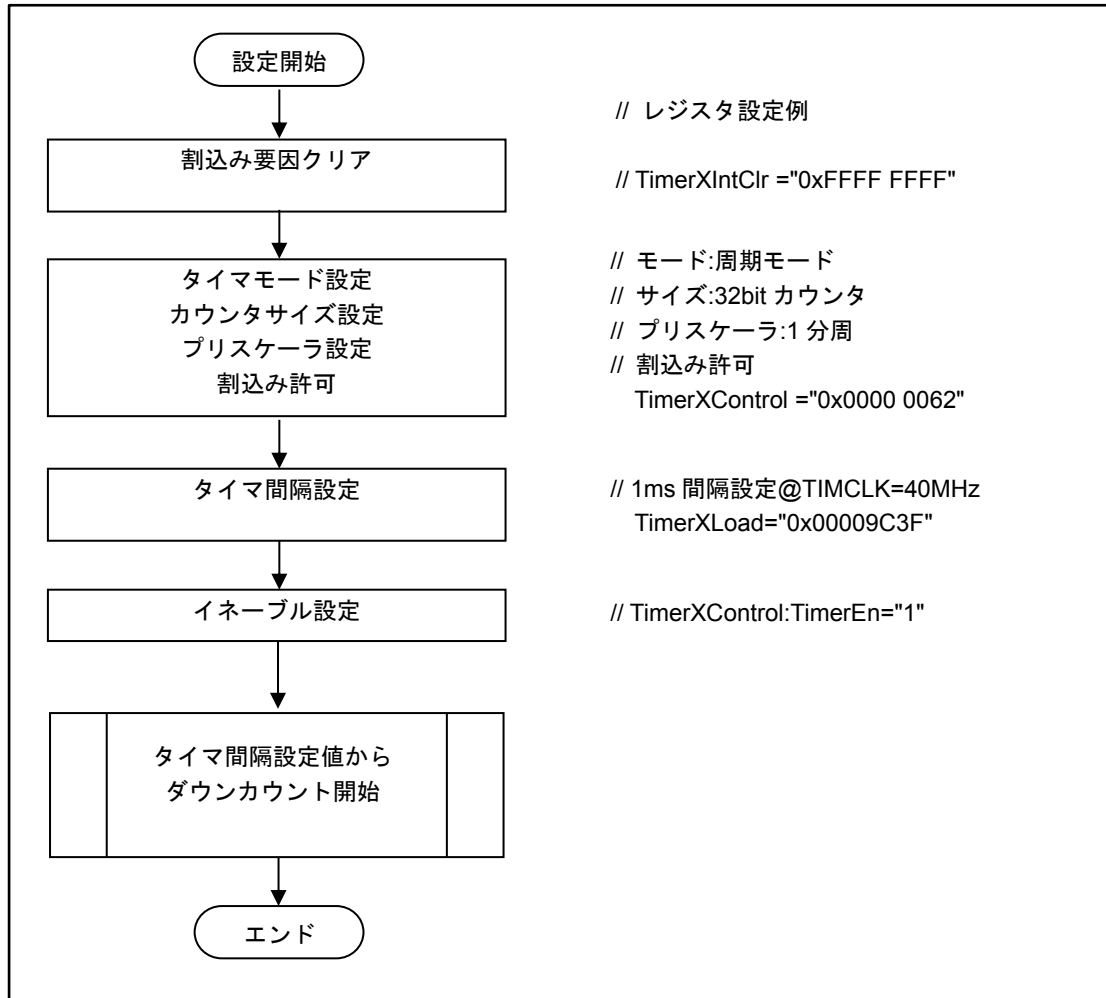 設定開始
// レジスタ設定例
割込み要因クリア
// TimerXIntClr ="0xFFFF FFFF"
タイマモード設定
カウンタサイズ設定
プリスケーラ設定
割込み許可
// モード:周期モード
// サイズ:32bit カウンタ
// プリスケーラ:1 分周
// 割込み許可
TimerXControl ="0x0000 0062"
タイマ間隔設定
// 1ms 間隔設定@TIMCLK=40MHz
TimerXLoad="0x00009C3F"
イネーブル設定
// TimerXControl:TimerEn="1"
タイマ間隔設定値から
ダウンカウント開始
エンド